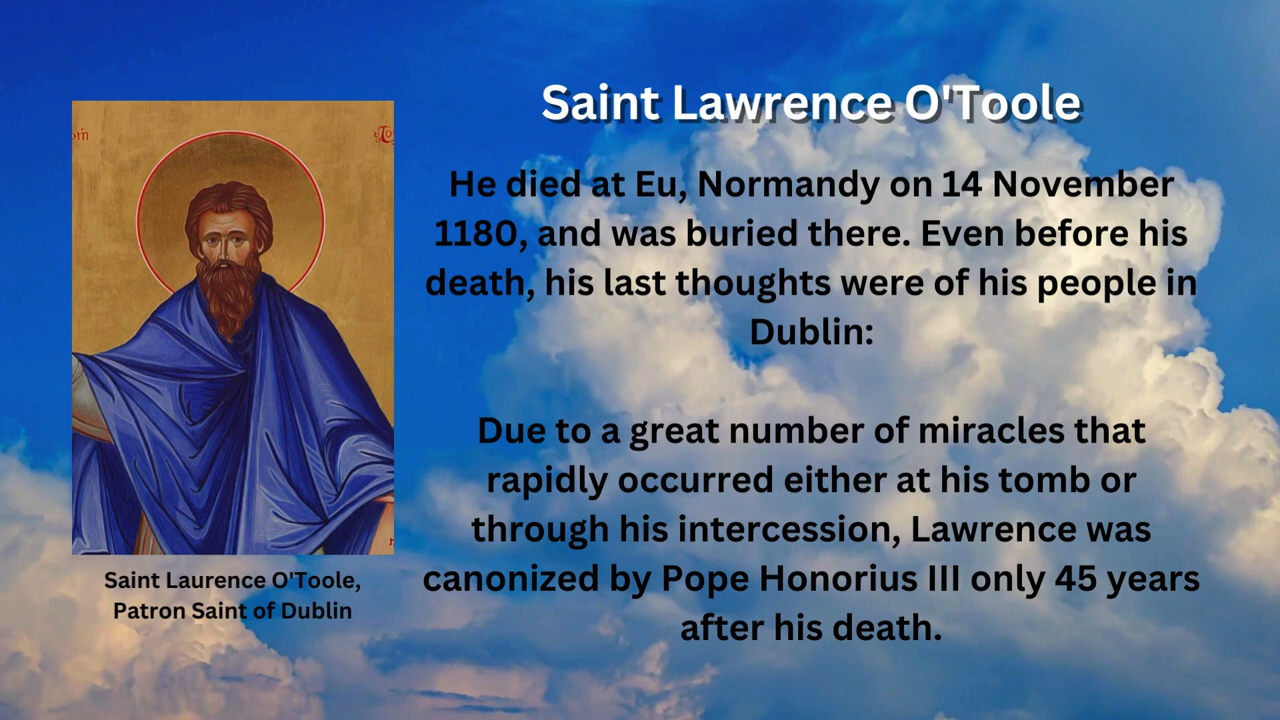 Saint Lawrence O'Toole
He died at Eu, Normandy on 14 November
1180, and was buried there. Even before his
death, his last thoughts were of his people in
Dublin:
Due to a great number of miracles that
rapidly occurred either at his tomb or
through his intercession, Lawrence was
canonized by Pope Honorius III only 45 years
after his death.
Saint Laurence O'Toole,
Patron Saint of Dublin